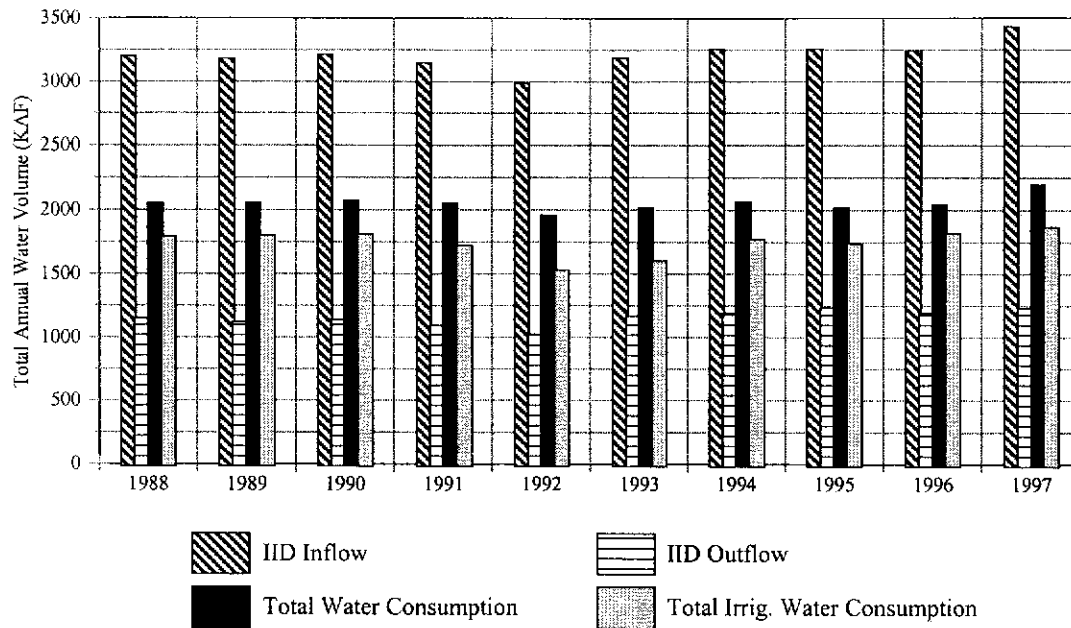 Total Annual Water Volume (KAF)
3500
3000
2500
2000
1500
1000
500
0
1988 1989 1990 1991 1992 1993 1994 1995 1996 1997
IID Inflow
IID Outflow
Total Water Consumption
Total Irrig. Water Consumption